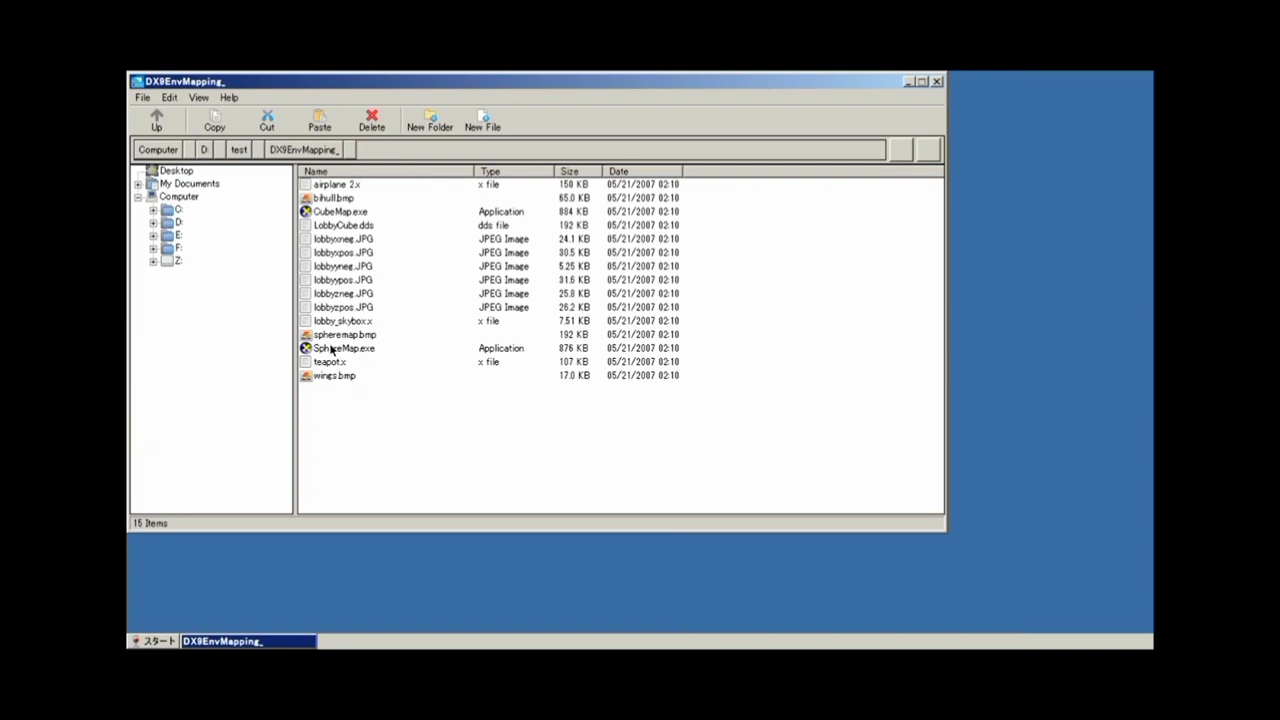 DX9EnvMapping_
File Edit View Help
Up Copy Cut Paste Delete New Folder New File
Computer D: test DX9EnvMapping_
Desktop
My Documents
Computer
C:
D:
E:
F:
Z:
Name Type Size Date
airplane 2.x x file 150 KB 05/21/2007 02:10
bihull.bmp 65.0 KB 05/21/2007 02:10
CubeMap.exe Application 884 KB 05/21/2007 02:10
LobbyCube.dds dds file 192 KB 05/21/2007 02:10
lobbyxneg.JPG JPEG Image 24.1 KB 05/21/2007 02:10
lobbyxpos.JPG JPEG Image 30.5 KB 05/21/2007 02:10
lobbyyneg.JPG JPEG Image 5.25 KB 05/21/2007 02:10
lobbyypos.JPG JPEG Image 31.6 KB 05/21/2007 02:10
lobbyzneg.JPG JPEG Image 25.8 KB 05/21/2007 02:10
lobbyzpos.JPG JPEG Image 26.2 KB 05/21/2007 02:10
lobby_skybox.x x file 7.51 KB 05/21/2007 02:10
spheremap.bmp 192 KB 05/21/2007 02:10
SphereMap.exe Application 876 KB 05/21/2007 02:10
teapot.x x file 107 KB 05/21/2007 02:10
wings.bmp 17.0 KB 05/21/2007 02:10
15 Items
スタート DX9EnvMapping_